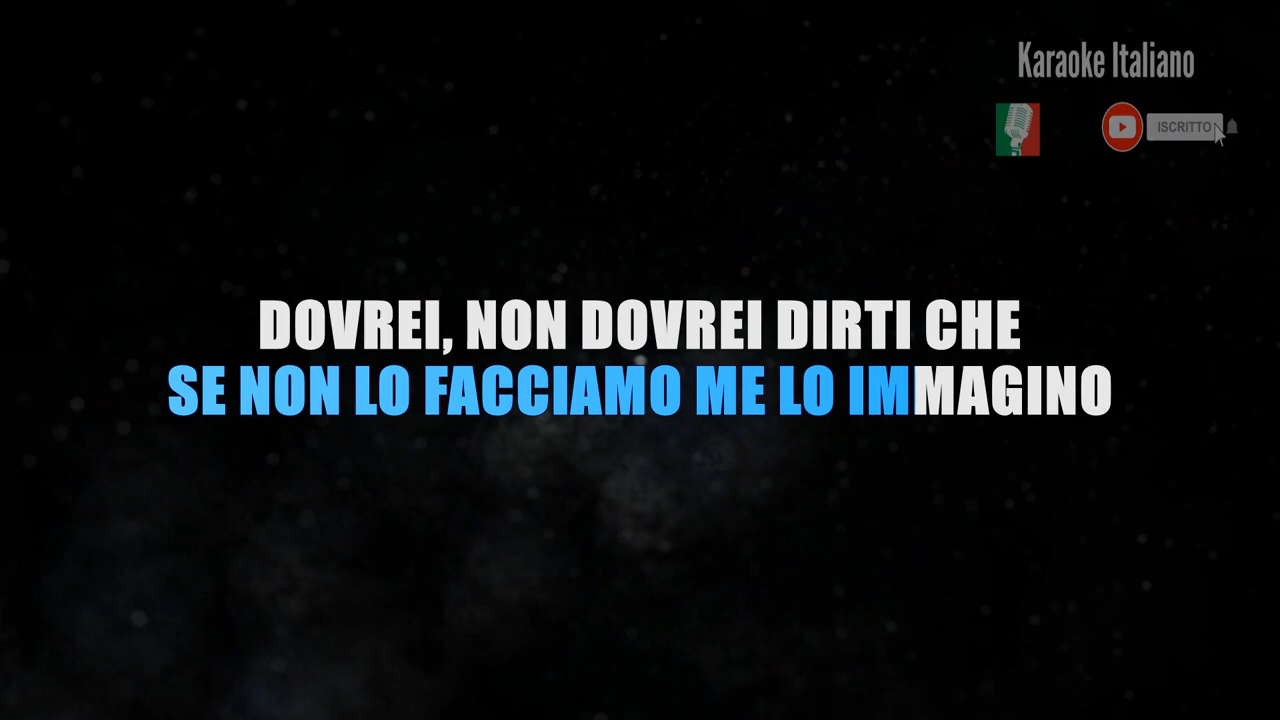 Karaoke Italiano
ISCRITTO
DOVREI, NON DOVREI DIRTI CHE
SE NON LO FACCIAMO ME LO IMMAGINO